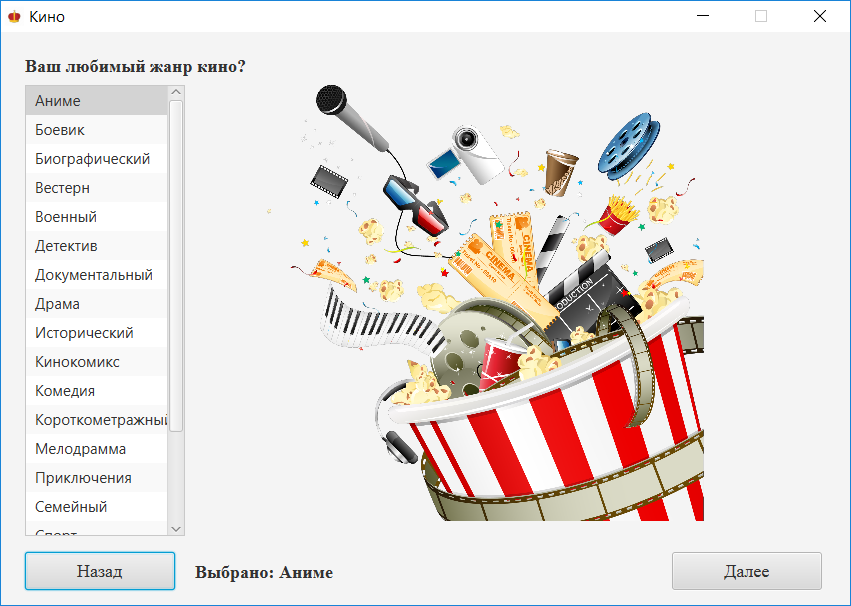 Кино
Ваш любимый жанр кино?
Аниме
Боевик
Биографический
Вестерн
Военный
Детектив
Документальный
Драма
Исторический
Кинокомикс
Комедия
Короткометражный
Мелодрамма
Приключения
Семейный
Спорт
CINEMA
CINEMA
ODUCTION
Назад
Выбрано: Аниме
Далее